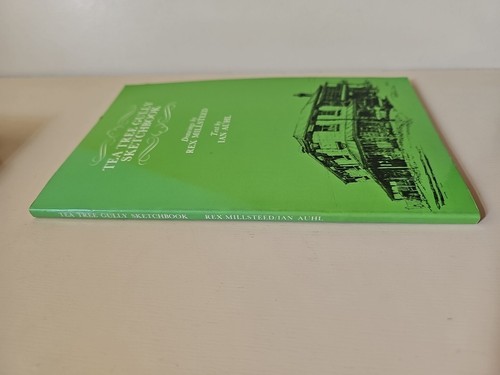 TEA TREE GULLY
SKETCHBOOK
Drawings by
REX MILLSTEED
Text by
IAN AUHL
TEA TREE GULLY SKETCHBOOK REX MILLSTEED/IAN AUHL